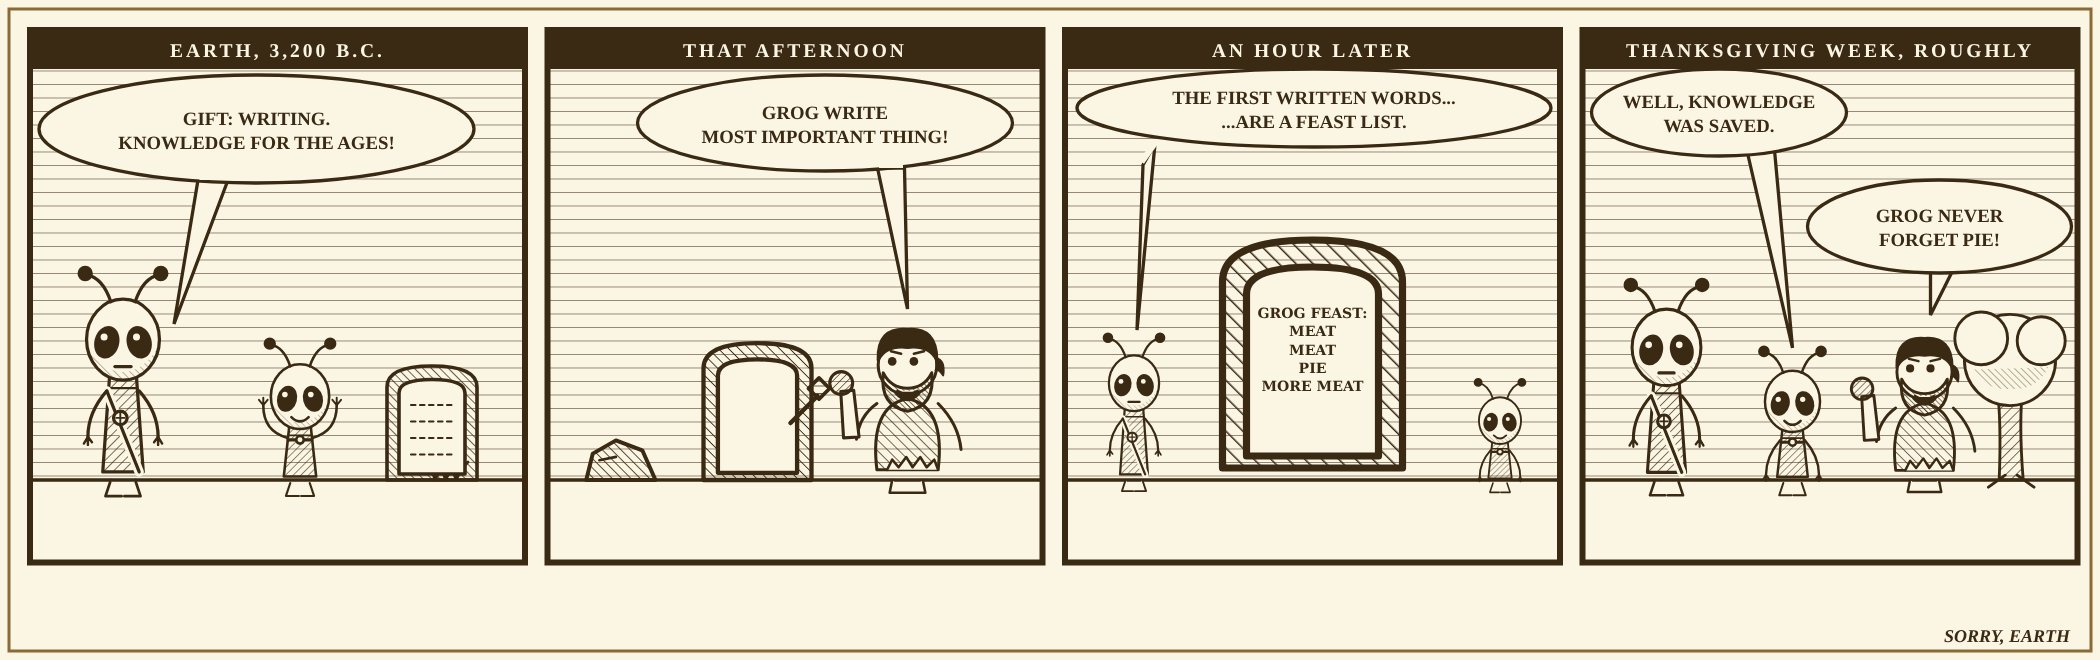 EARTH, 3,200 B.C.
GIFT: WRITING.
KNOWLEDGE FOR THE AGES!
THAT AFTERNOON
GROG WRITE
MOST IMPORTANT THING!
AN HOUR LATER
THE FIRST WRITTEN WORDS...
...ARE A FEAST LIST.
GROG FEAST:
MEAT
MEAT
PIE
MORE MEAT
THANKSGIVING WEEK, ROUGHLY
WELL, KNOWLEDGE
WAS SAVED.
GROG NEVER
FORGET PIE!
SORRY, EARTH